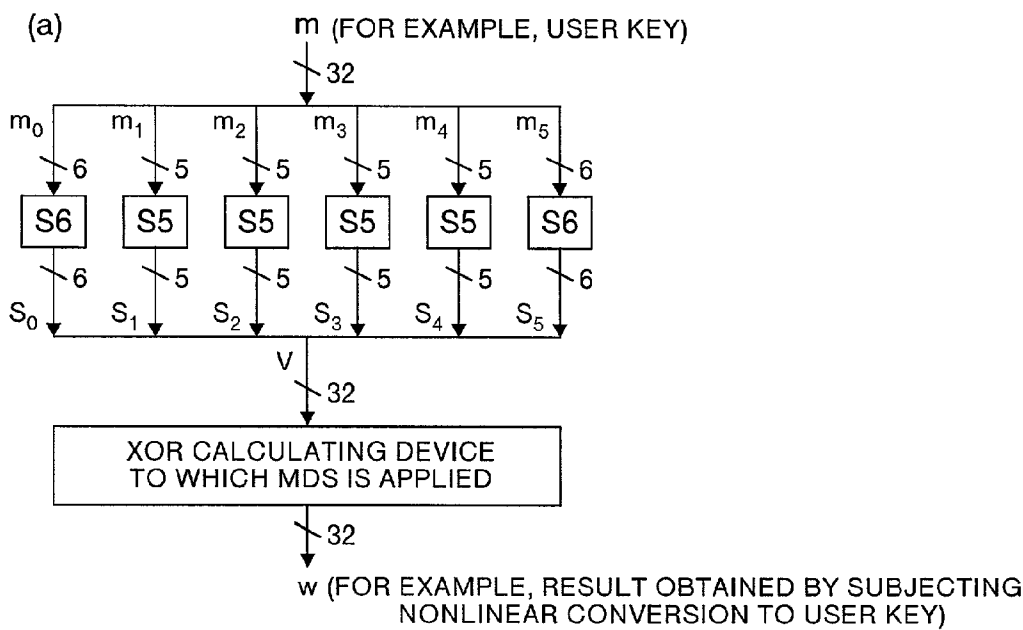 (a)
m (FOR EXAMPLE, USER KEY)
32
m₀ m₁ m₂ m₃ m₄ m₅
6 5 5 5 5 6
S6 S5 S5 S5 S5 S6
6 5 5 5 5 6
S₀ S₁ S₂ S₃ S₄ S₅
V
32
XOR CALCULATING DEVICE
TO WHICH MDS IS APPLIED
32
w (FOR EXAMPLE, RESULT OBTAINED BY SUBJECTING
NONLINEAR CONVERSION TO USER KEY)